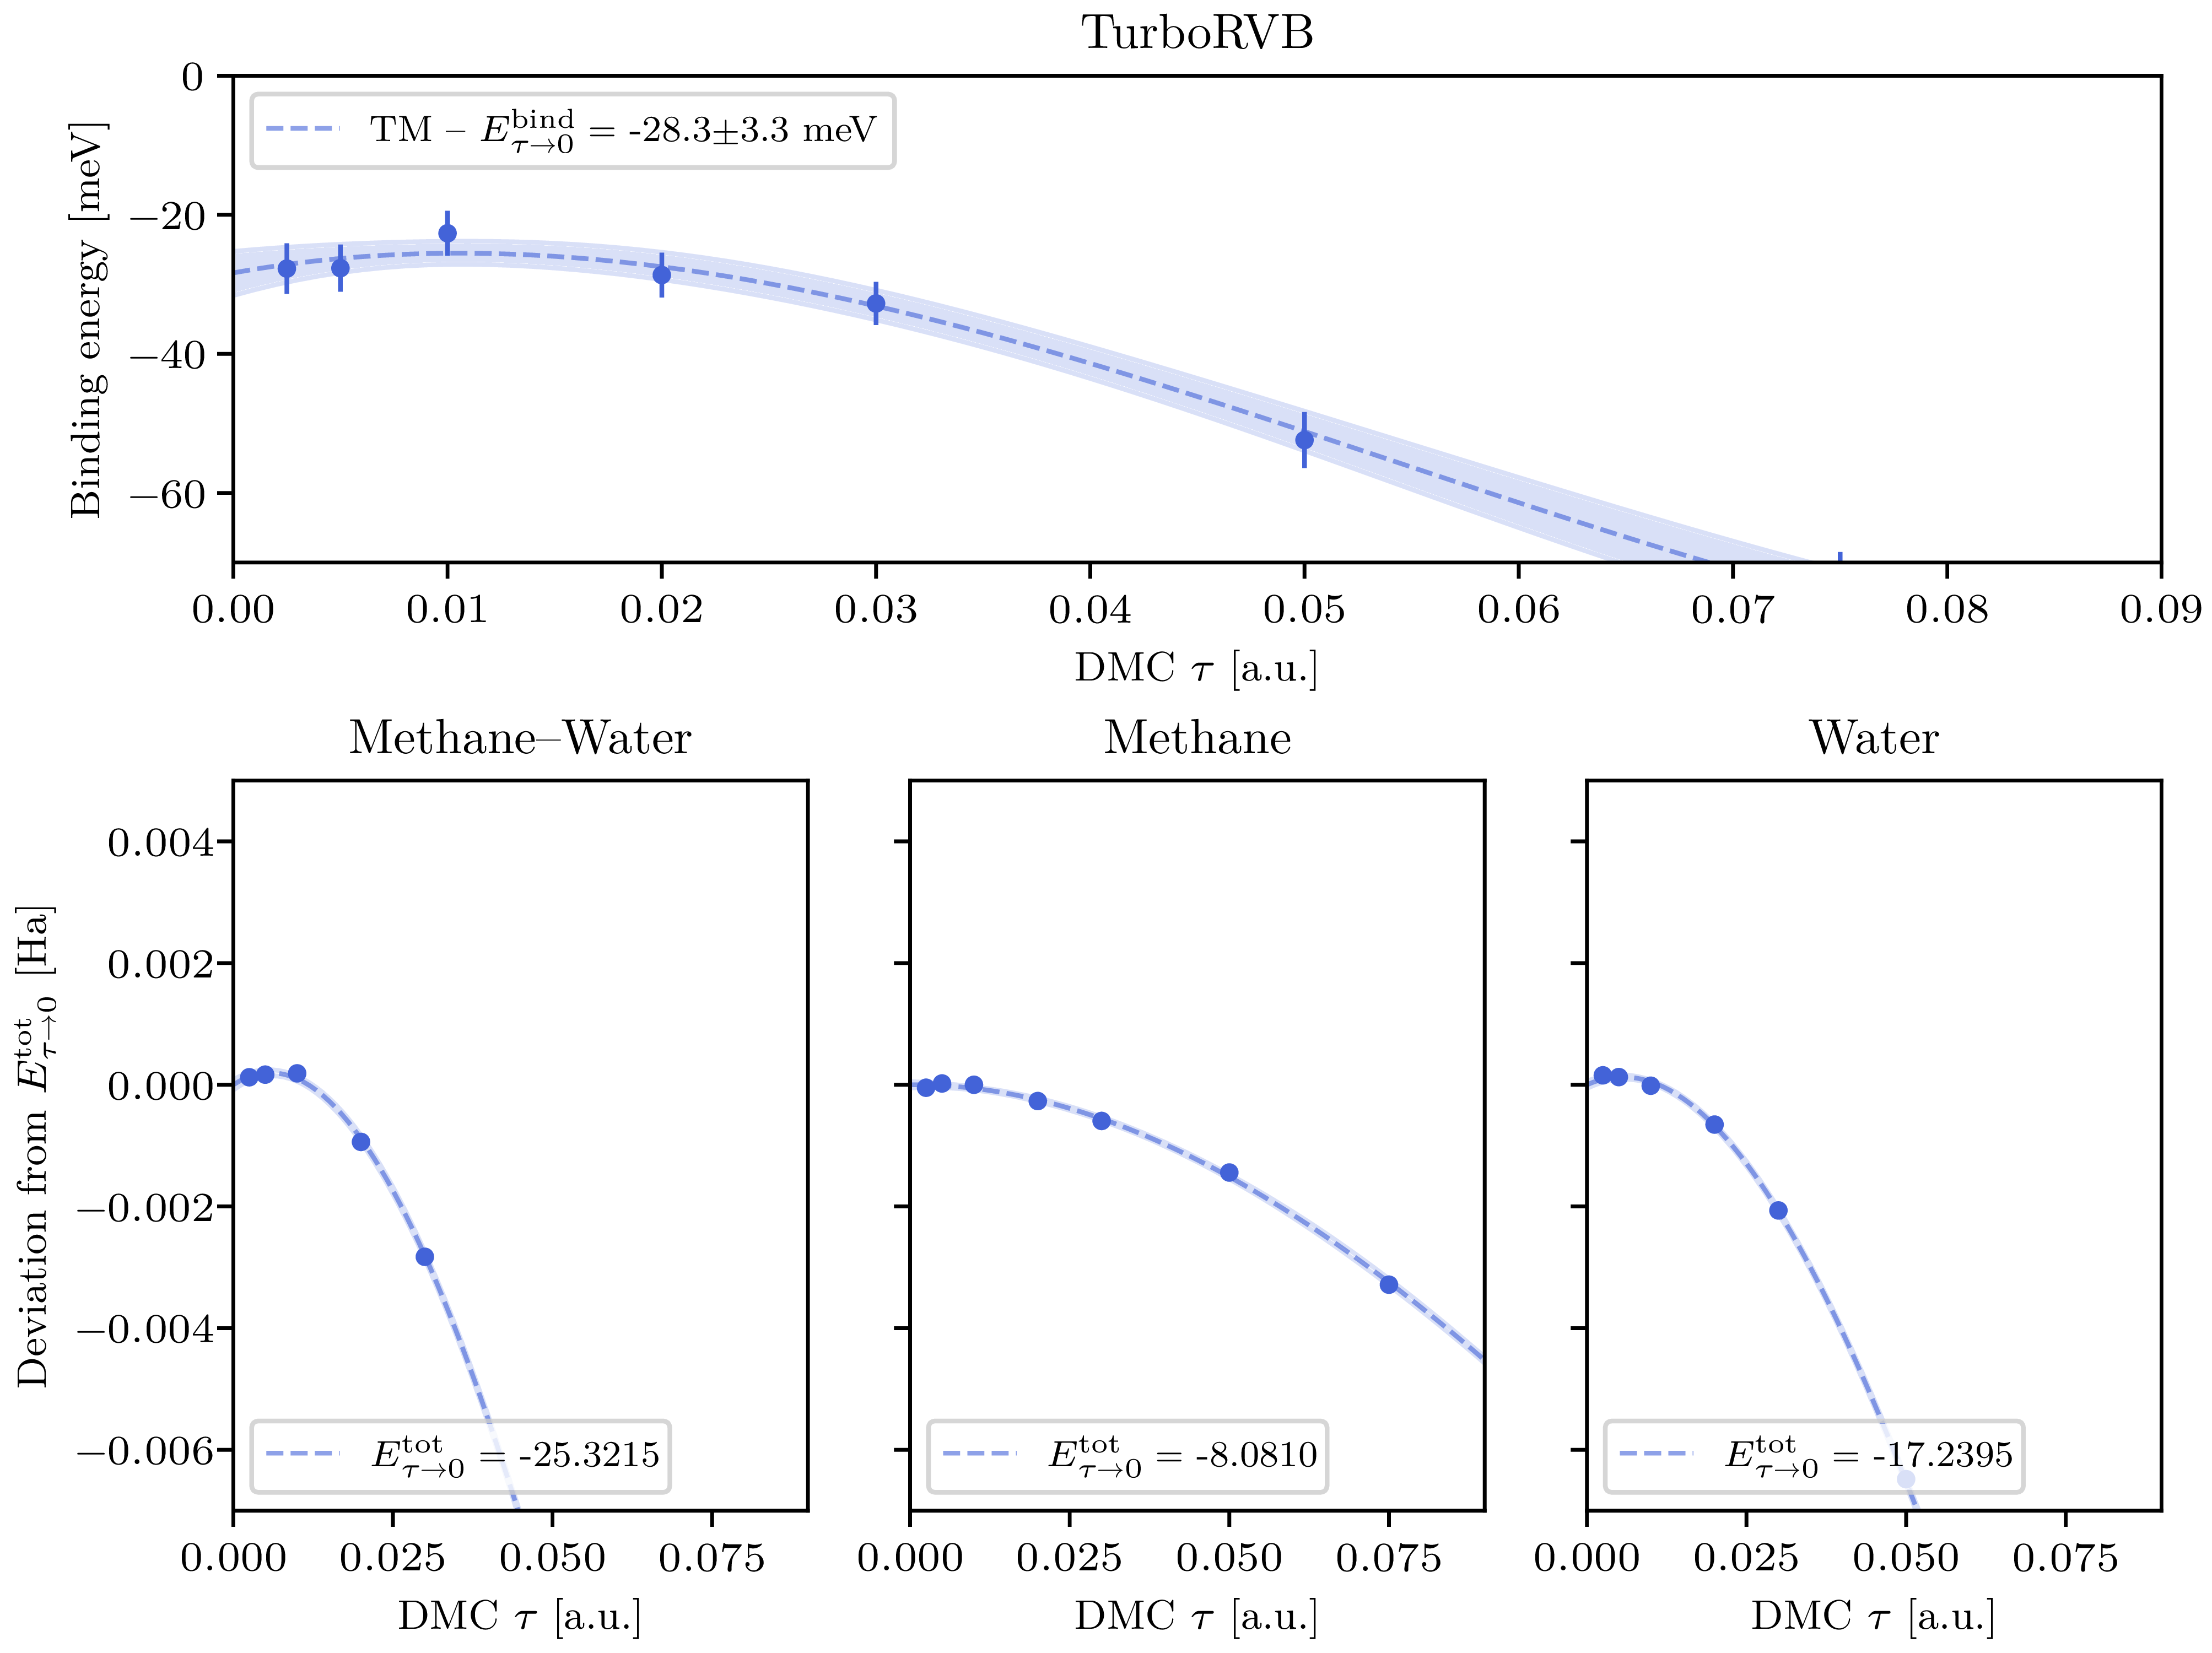 TurboRVB
Binding energy [meV]
0
−20
−40
−60
TM – E^bind_τ→0 = -28.3±3.3 meV
0.00 0.01 0.02 0.03 0.04 0.05 0.06 0.07 0.08 0.09
DMC τ [a.u.]
Methane–Water Methane Water
Deviation from E^tot_τ→0 [Ha]
0.004
0.002
0.000
−0.002
−0.004
−0.006
E^tot_τ→0 = -25.3215
E^tot_τ→0 = -8.0810
E^tot_τ→0 = -17.2395
0.000 0.025 0.050 0.075 0.000 0.025 0.050 0.075 0.000 0.025 0.050 0.075
DMC τ [a.u.] DMC τ [a.u.] DMC τ [a.u.]